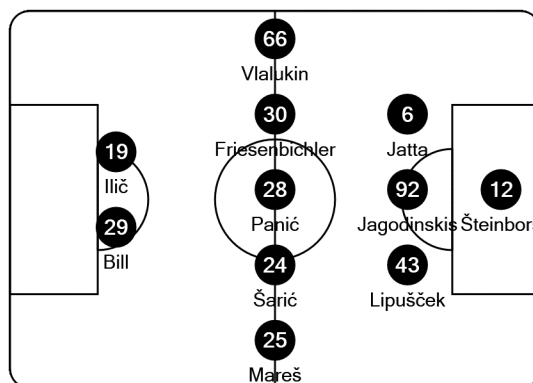 66
Vlalukin
30
Friesenbichler
6
Jatta
19
Ilič
28
Panić
92
Jagodinskis
12
Šteinbors
29
Bill
24
Šarić
43
Lipušček
25
Mareš